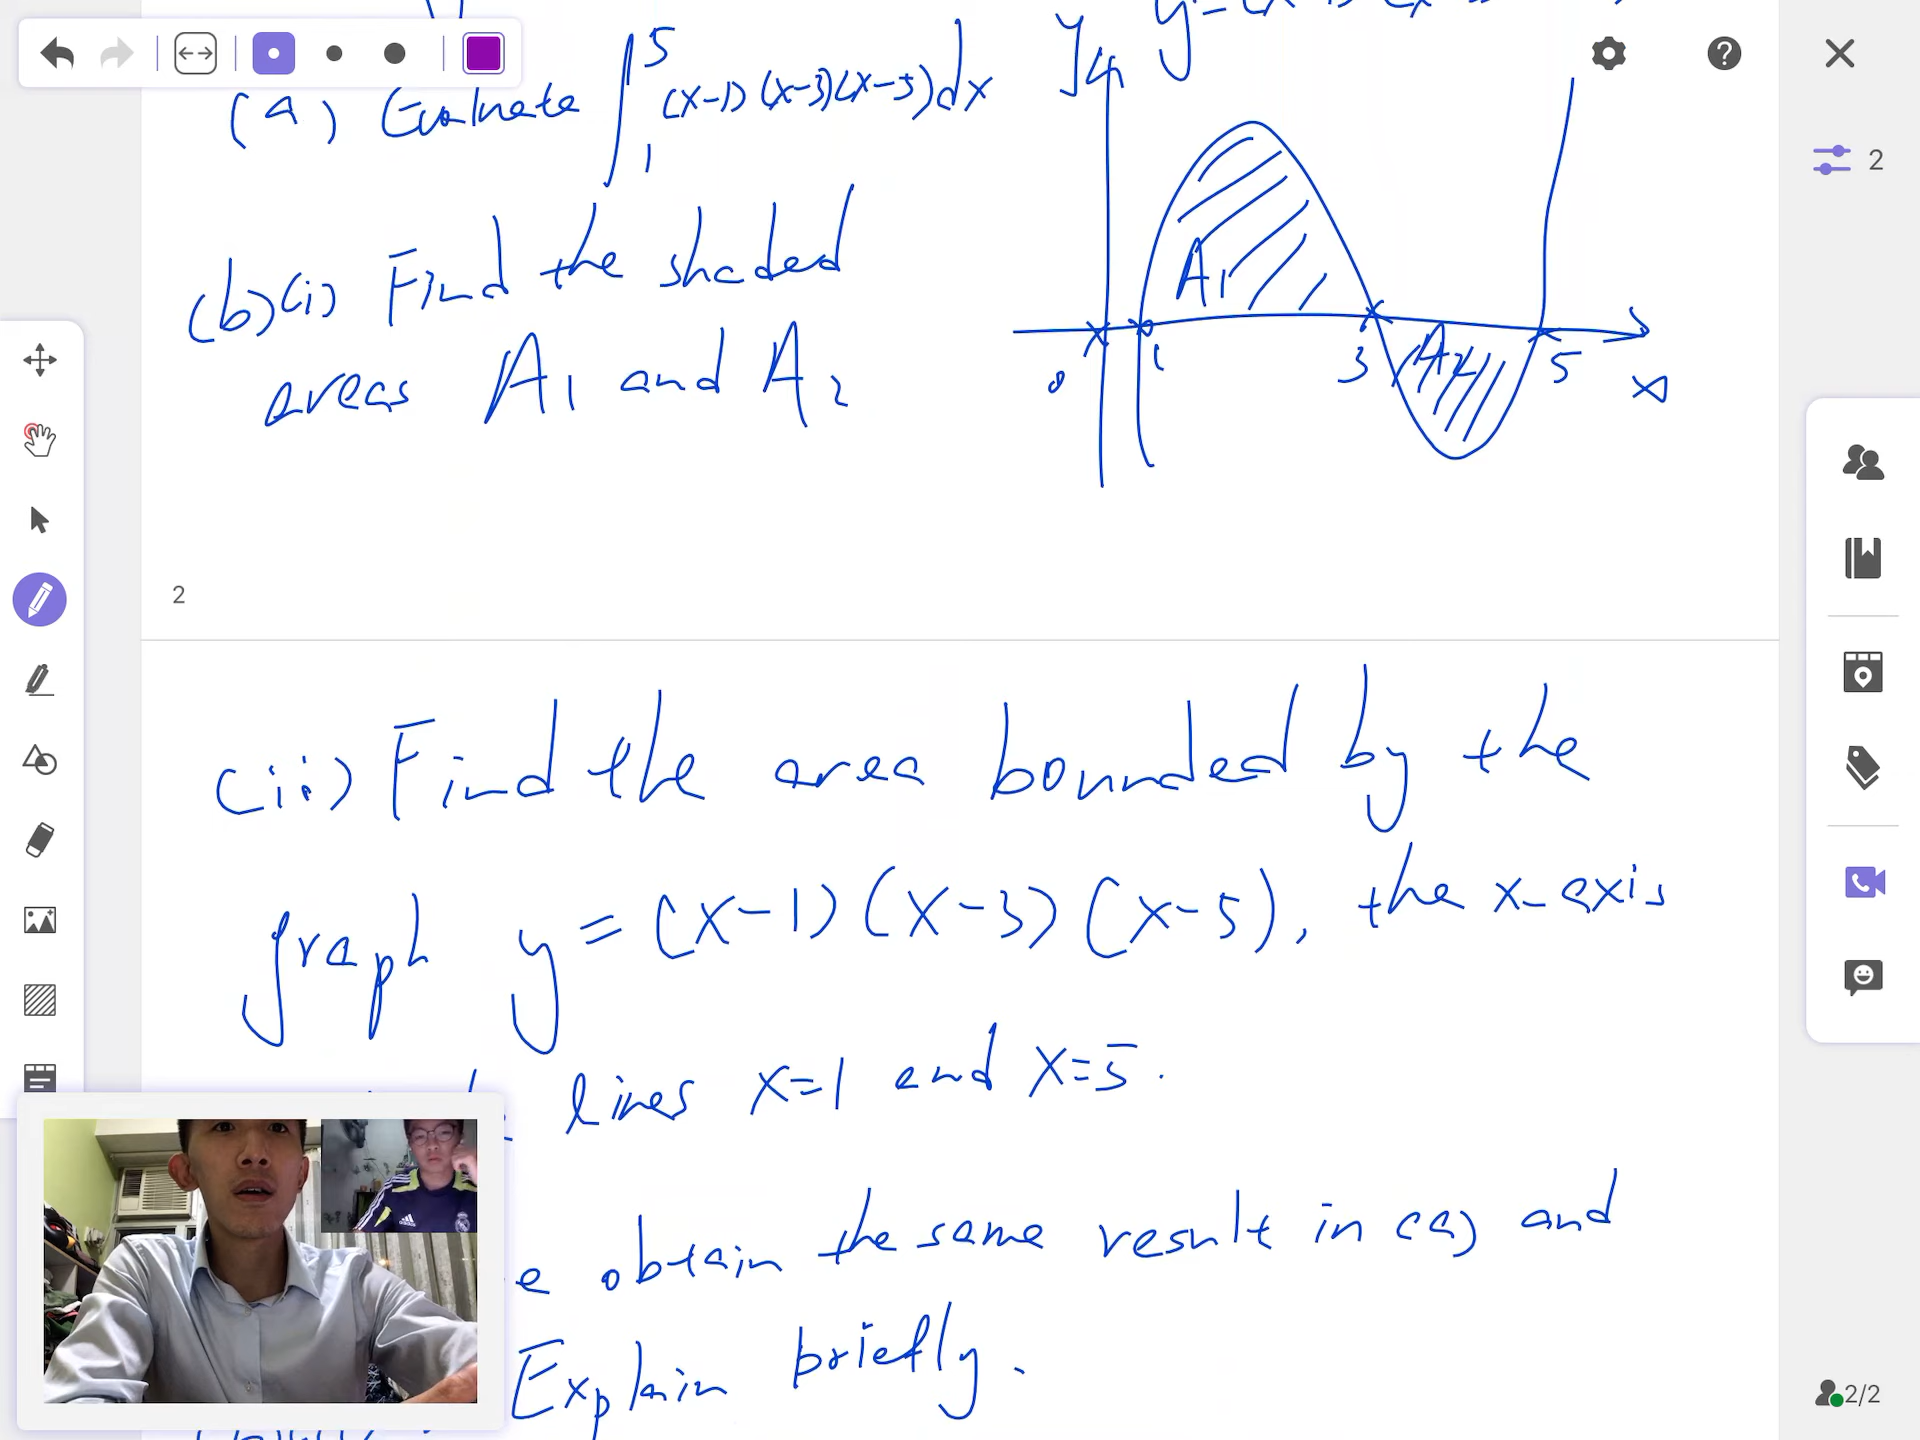 y
(a) Evaluate ∫₁⁵ (x-1)(x-3)(x-5)dx
(b)(i) Find the shaded
areas A₁ and A₂
A₁
A₂
0
1
3
5
x
2
(ii) Find the area bounded by the
graph y = (x-1)(x-3)(x-5), the x-axis
lines x=1 and x=5.
obtain the same result in (a) and
Explain briefly.
2
2/2
adidas